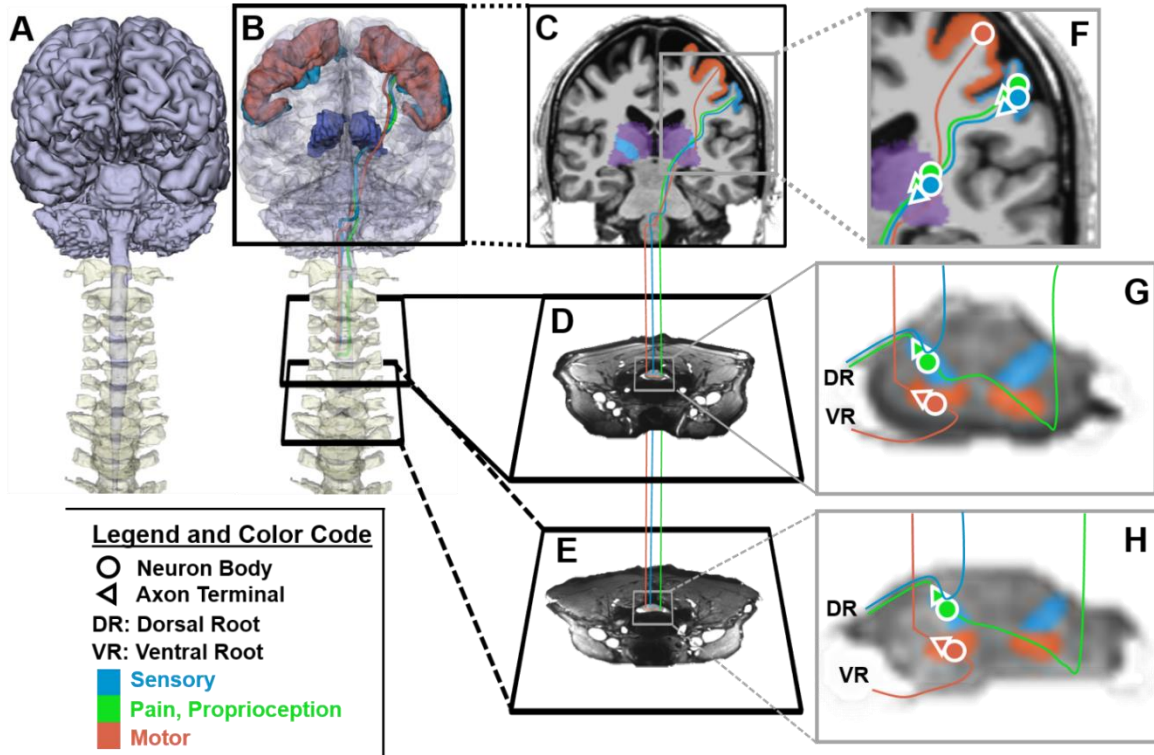 A
B
C
F
D
G
DR
VR
E
H
DR
VR
Legend and Color Code
Neuron Body
Axon Terminal
DR: Dorsal Root
VR: Ventral Root
Sensory
Pain, Proprioception
Motor